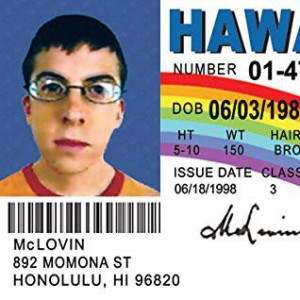 HAWA
NUMBER 01-47
DOB 06/03/198
HT WT HAIR
5-10 150 BRO
ISSUE DATE CLASS
06/18/1998 3
McLovin
McLOVIN
892 MOMONA ST
HONOLULU, HI 96820